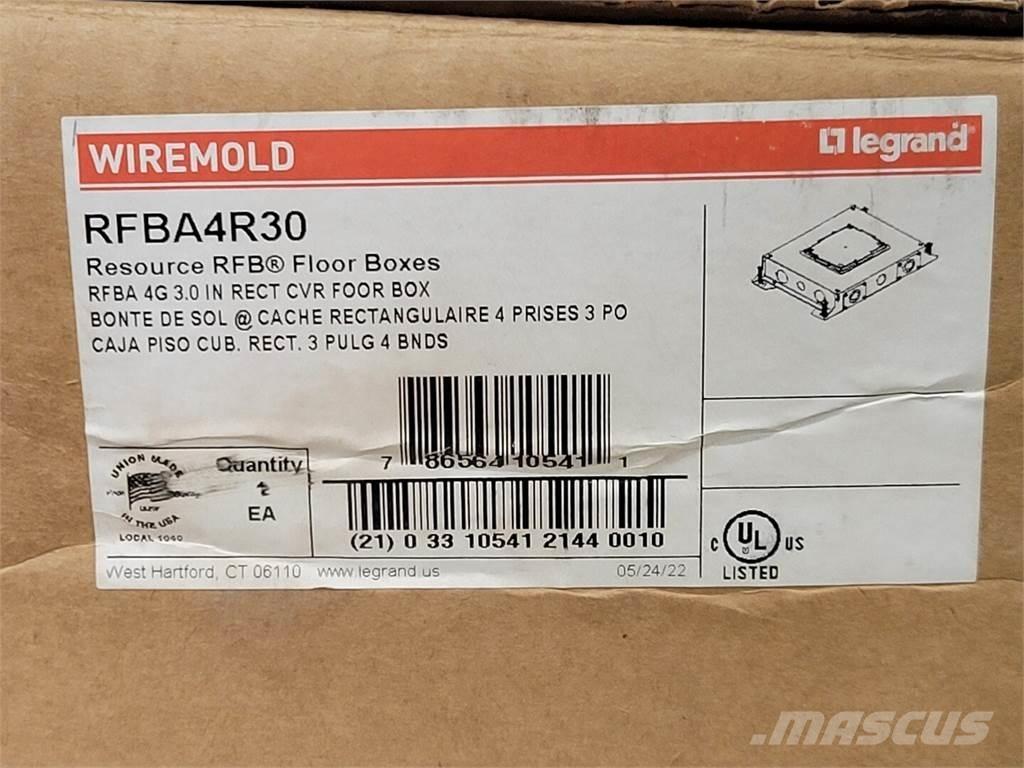 WIREMOLD
legrand
RFBA4R30
Resource RFB® Floor Boxes
RFBA 4G 3.0 IN RECT CVR FOOR BOX
BONTE DE SOL @ CACHE RECTANGULAIRE 4 PRISES 3 PO
CAJA PISO CUB. RECT. 3 PULG 4 BNDS
7 86564 10541 1
UNION MADE
IN THE USA
LOCAL 1040
Quantity
EA
(21) 0 33 10541 2144 0010
C UL US
LISTED
West Hartford, CT 06110 www.legrand.us 05/24/22
MASCUS